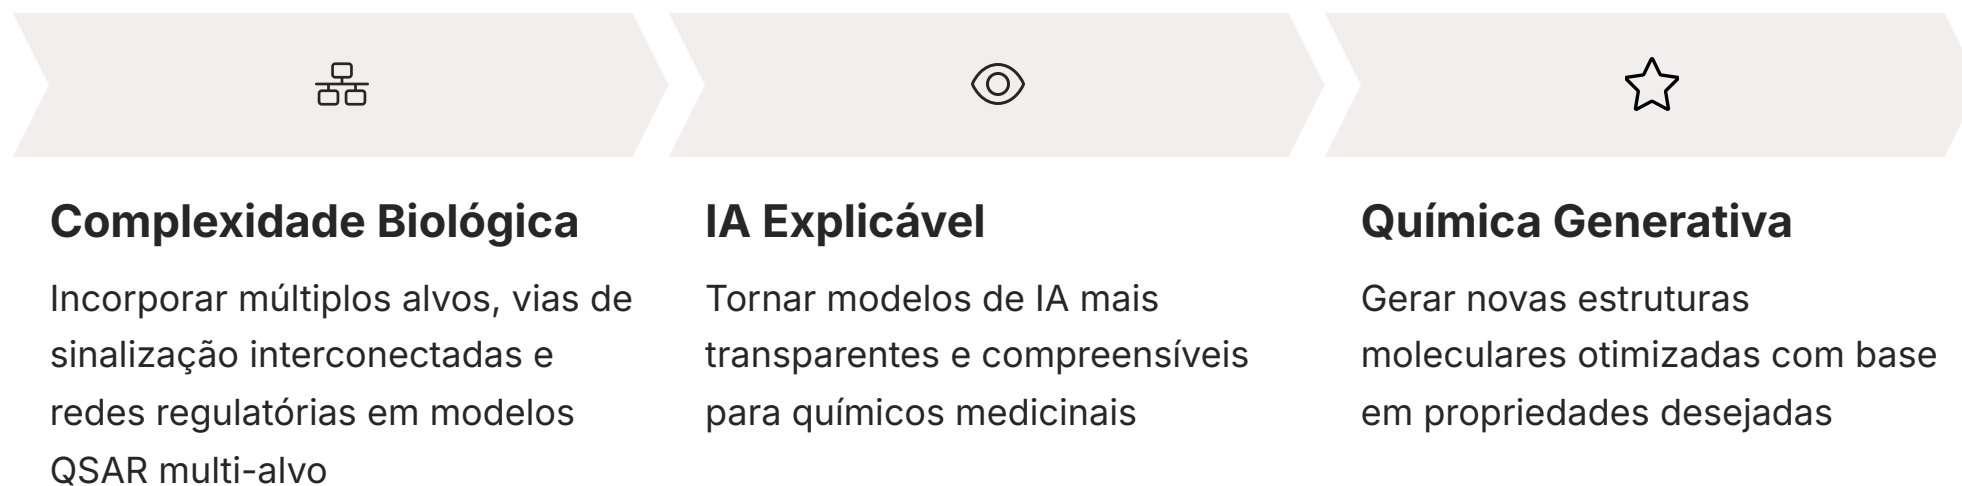 Complexidade Biológica
Incorporar múltiplos alvos, vias de
sinalização interconectadas e
redes regulatórias em modelos
QSAR multi-alvo
IA Explicável
Tornar modelos de IA mais
transparentes e compreensíveis
para químicos medicinais
Química Generativa
Gerar novas estruturas
moleculares otimizadas com base
em propriedades desejadas